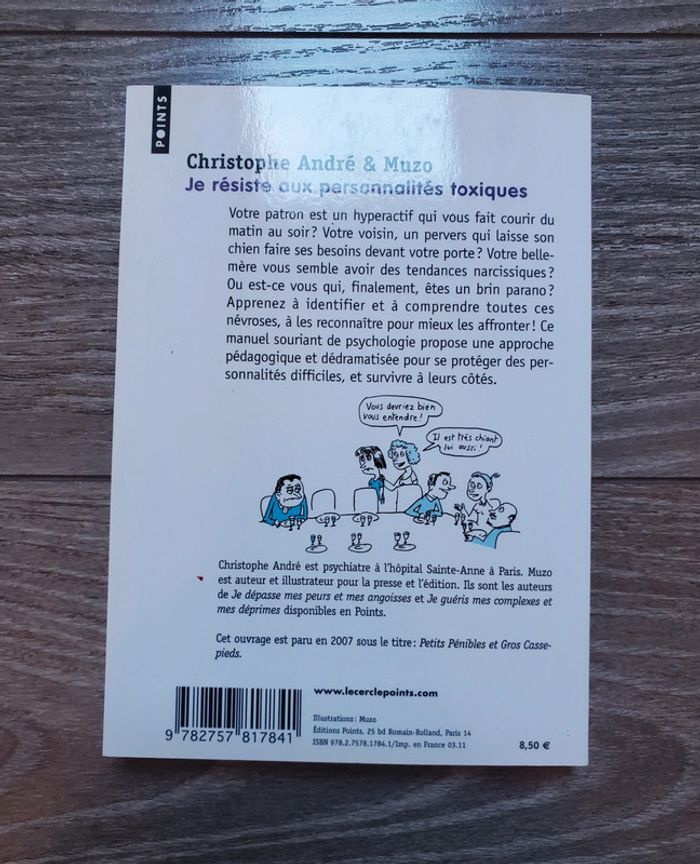 POINTS
Christophe André & Muzo
Je résiste aux personnalités toxiques
Votre patron est un hyperactif qui vous fait courir du
matin au soir? Votre voisin, un pervers qui laisse son
chien faire ses besoins devant votre porte? Votre belle-
mère vous semble avoir des tendances narcissiques?
Ou est-ce vous qui, finalement, êtes un brin parano?
Apprenez à identifier et à comprendre toutes ces
névroses, à les reconnaître pour mieux les affronter! Ce
manuel souriant de psychologie propose une approche
pédagogique et dédramatisée pour se protéger des per-
sonnalités difficiles, et survivre à leurs côtés.
Vous devriez bien
vous entendre!
Il est très chiant
lui aussi!
Christophe André est psychiatre à l'hôpital Sainte-Anne à Paris. Muzo
est auteur et illustrateur pour la presse et l'édition. Ils sont les auteurs
de Je dépasse mes peurs et mes angoisses et Je guéris mes complexes et
mes déprimes disponibles en Points.
Cet ouvrage est paru en 2007 sous le titre: Petits Pénibles et Gros Casse-
pieds.
www.lecerclepoints.com
Illustrations: Muzo
Éditions Points, 25 bd Romain-Rolland, Paris 14
ISBN 978.2.7578.1784.1/Imp. en France 03.11
8,50 €
9 782757 817841